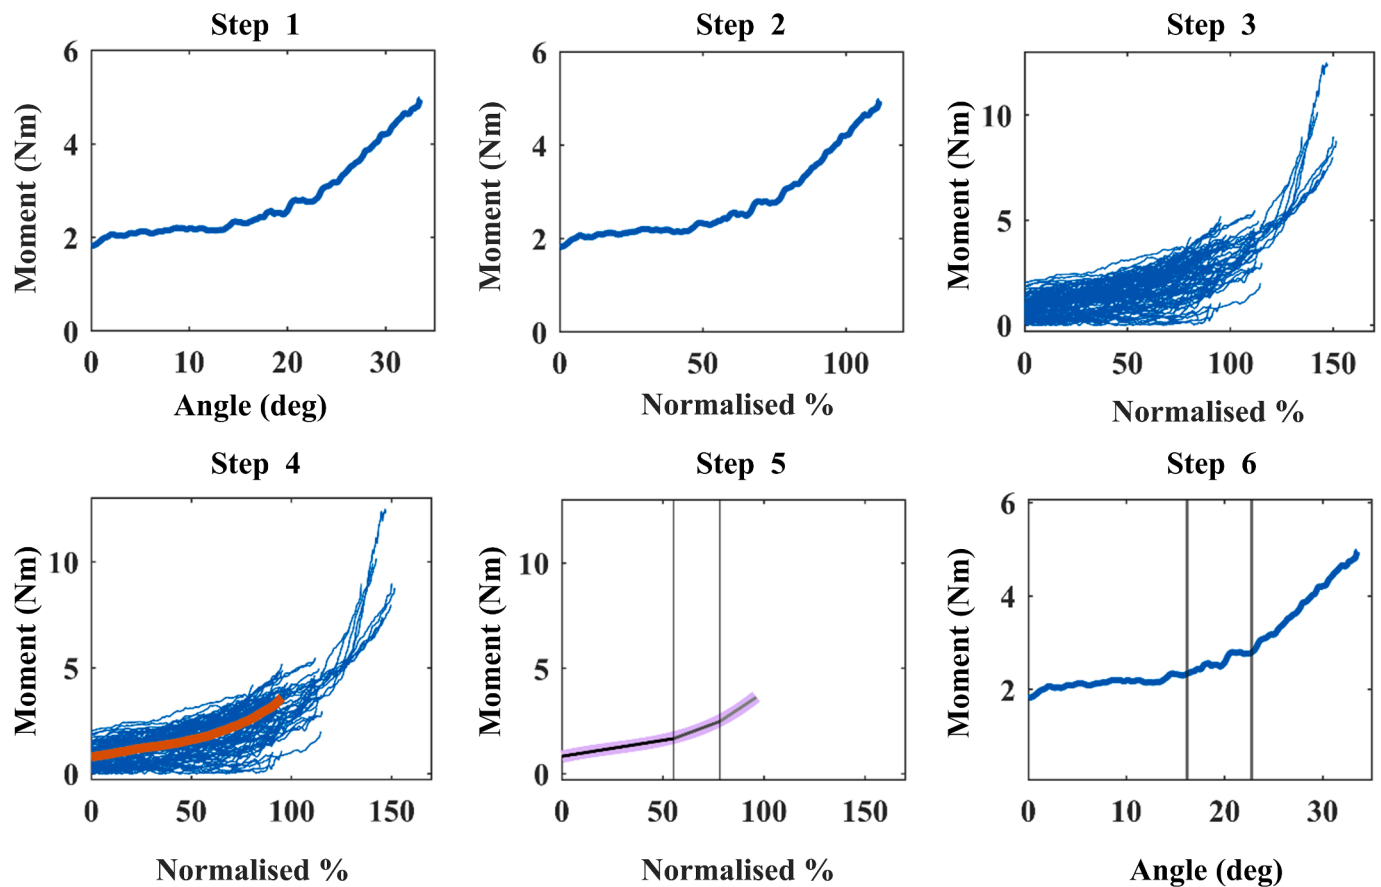 Step 1
Step 2
Step 3
6
4
2
0
Moment (Nm)
0 10 20 30
Angle (deg)
6
4
2
0
Moment (Nm)
0 50 100
Normalised %
10
5
0
Moment (Nm)
0 50 100 150
Normalised %
Step 4
Step 5
Step 6
10
5
0
Moment (Nm)
0 50 100 150
Normalised %
10
5
0
Moment (Nm)
0 50 100 150
Normalised %
6
4
2
Moment (Nm)
0 10 20 30
Angle (deg)